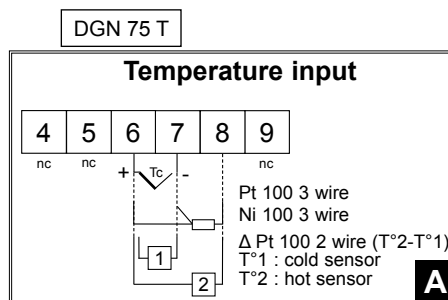 DGN 75 T
Temperature input
4 5 6 7 8 9
nc nc + Tc - nc
Pt 100 3 wire
Ni 100 3 wire
Δ Pt 100 2 wire (T°2-T°1)
1 T°1 : cold sensor
2 T°2 : hot sensor
A